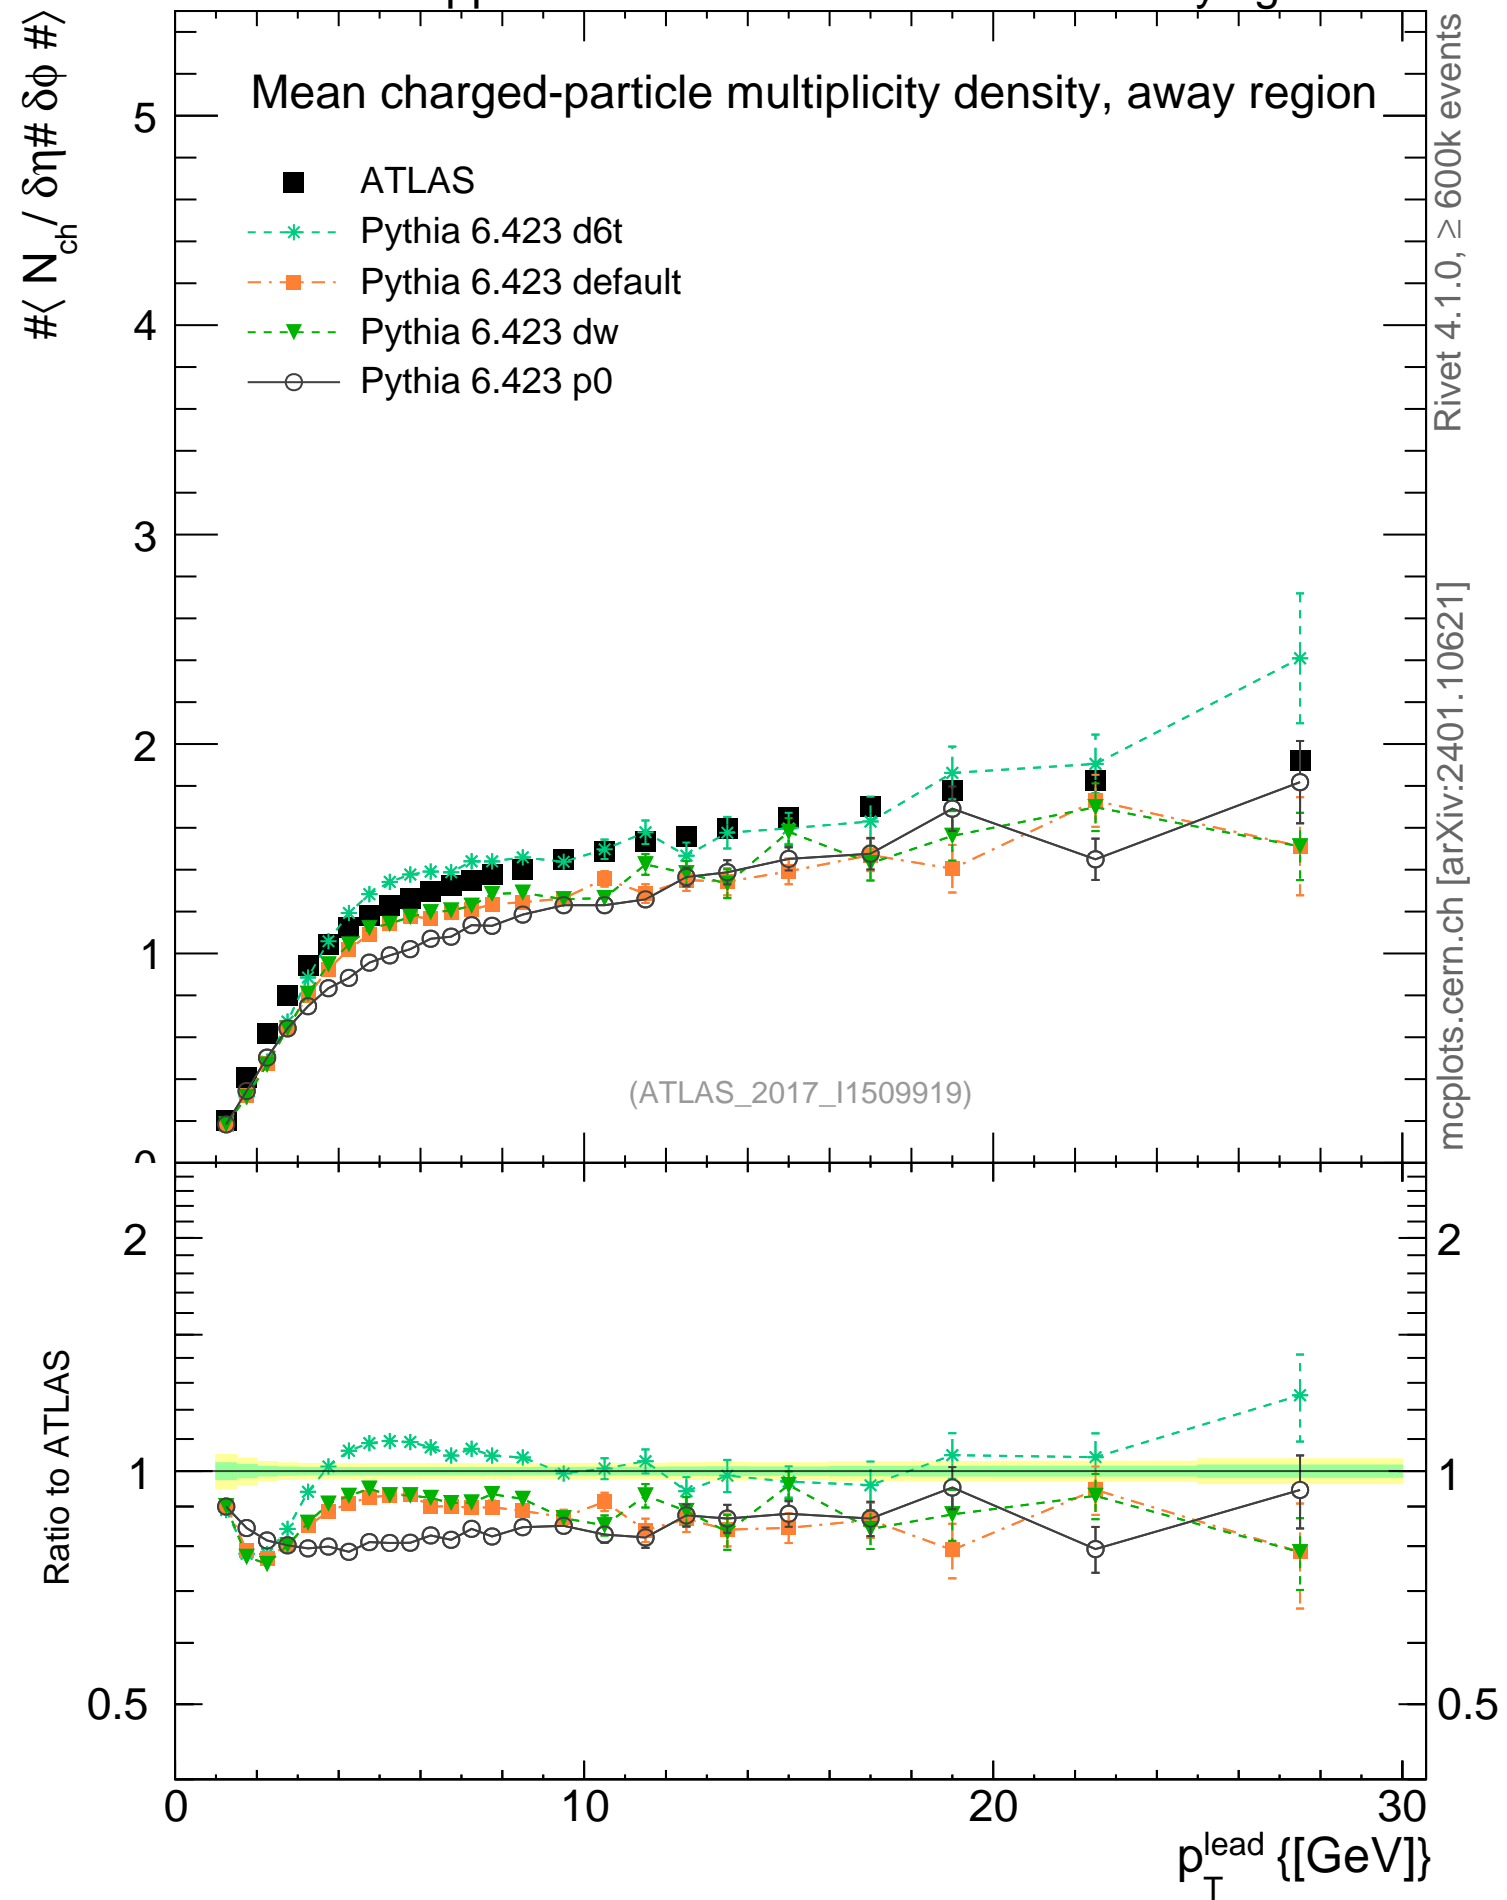 Mean charged-particle multiplicity density, away region
#⟨ N_ch/ δη# δϕ #⟩
5
4
3
2
1
0
ATLAS
Pythia 6.423 d6t
Pythia 6.423 default
Pythia 6.423 dw
Pythia 6.423 p0
(ATLAS_2017_I1509919)
Rivet 4.1.0, ≥ 600k events
mcplots.cern.ch [arXiv:2401.10621]
Ratio to ATLAS
2
1
0.5
2
1
0.5
0
10
20
30
p_T^lead {[GeV]}